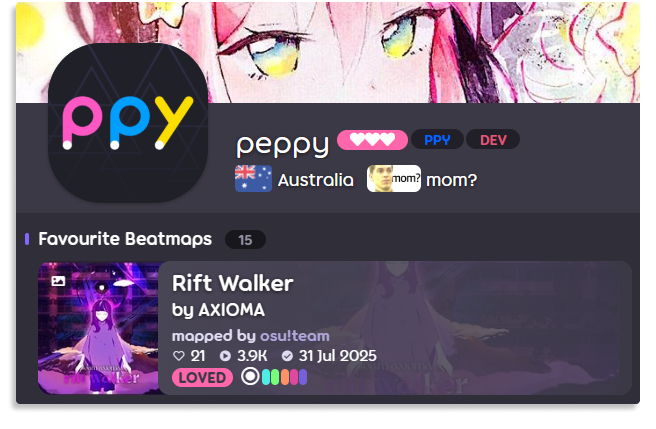 ppy
peppy PPY DEV
Australia mom? mom?
Favourite Beatmaps 15
Rift Walker
by AXIOMA
mapped by osu!team
21 3.9K 31 Jul 2025
LOVED